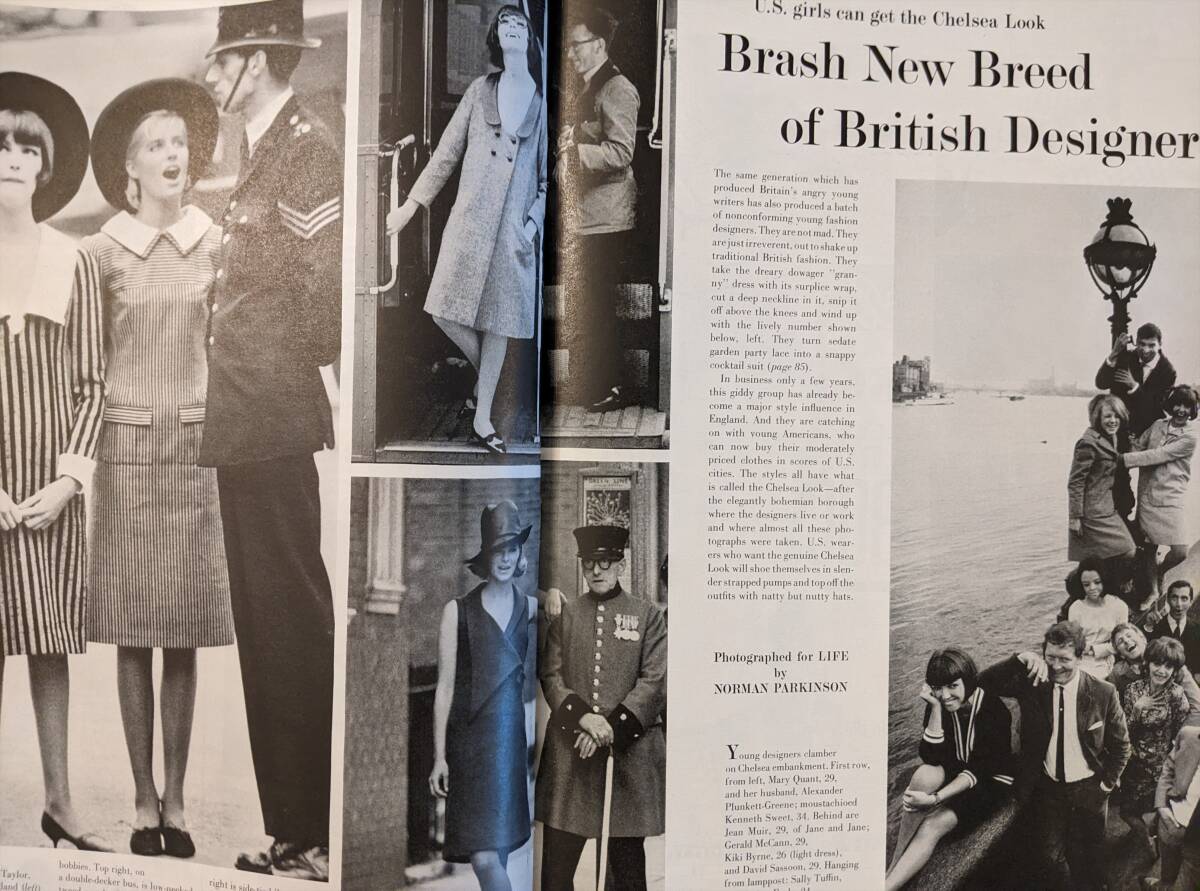 U.S. girls can get the Chelsea Look
Brash New Breed
of British Designer
The same generation which has
produced Britain's angry young
writers has also produced a batch
of nonconforming young fashion
designers. They are not mad. They
are just irreverent, out to shake up
traditional British fashion. They
take the dreary dowager "gran-
ny" dress with its surplice wrap,
cut a deep neckline in it, snip it
off above the knees and wind up
with the lively number shown
below, left. They turn sedate
garden party lace into a snappy
cocktail suit (page 85).
In business only a few years,
this giddy group has already be-
come a major style influence in
England. And they are catching
on with young Americans, who
can now buy their moderately
priced clothes in scores of U.S.
cities. The styles all have what
is called the Chelsea Look—after
the elegantly bohemian borough
where the designers live or work
and where almost all these pho-
tographs were taken. U.S. wear-
ers who want the genuine Chelsea
Look will shoe themselves in slen-
der strapped pumps and top off the
outfits with natty but nutty hats.
Photographed for LIFE
by
NORMAN PARKINSON
Young designers clamber
on Chelsea embankment. First row,
from left, Mary Quant, 29,
and her husband, Alexander
Plunkett-Greene; moustachioed
Kenneth Sweet, 34. Behind are
Jean Muir, 29, of Jane and Jane;
Gerald McCann, 29,
Kiki Byrne, 26 (light dress),
and David Sassoon, 29. Hanging
from lamppost: Sally Tuffin,
GREEN LINE
Taylor,
land (left)
bobbies. Top right, on
a double-decker bus, is
right is